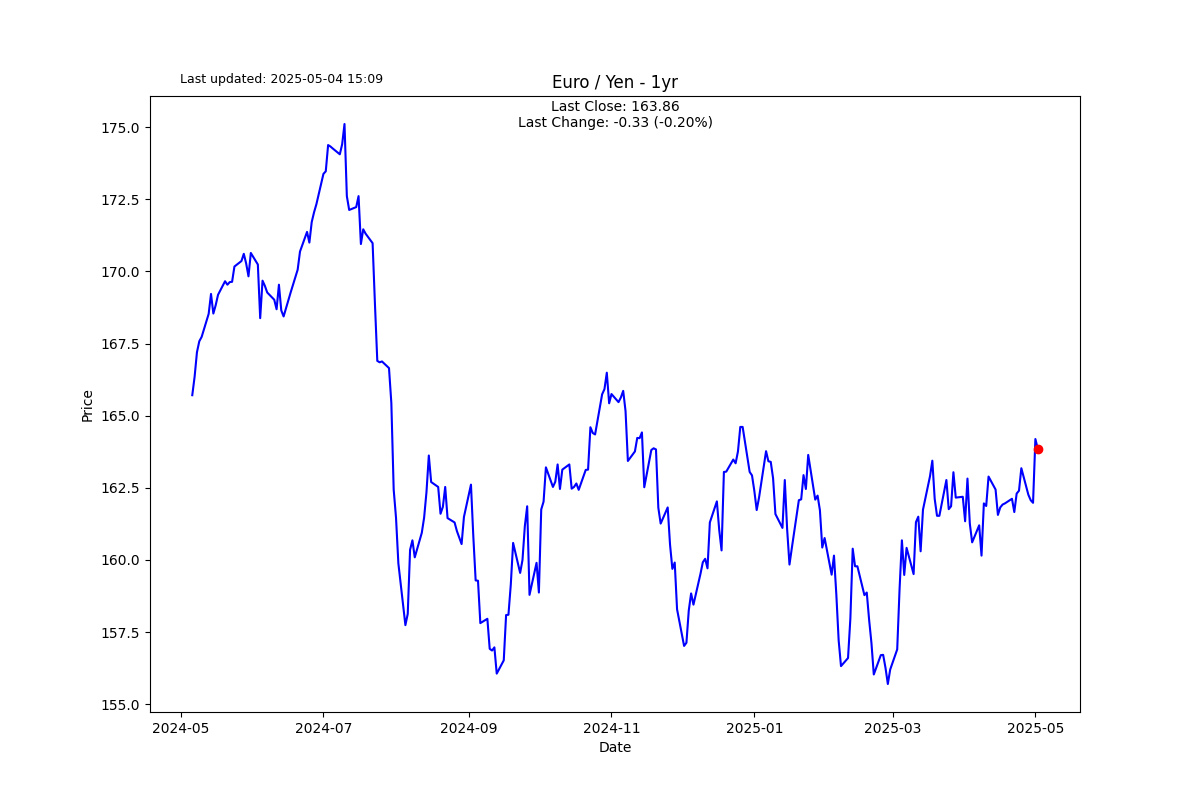 Last updated: 2025-05-04 15:09
Euro / Yen - 1yr
Last Close: 163.86
Last Change: -0.33 (-0.20%)
175.0
172.5
170.0
167.5
165.0
162.5
160.0
157.5
155.0
Price
2024-05
2024-07
2024-09
2024-11
2025-01
2025-03
2025-05
Date